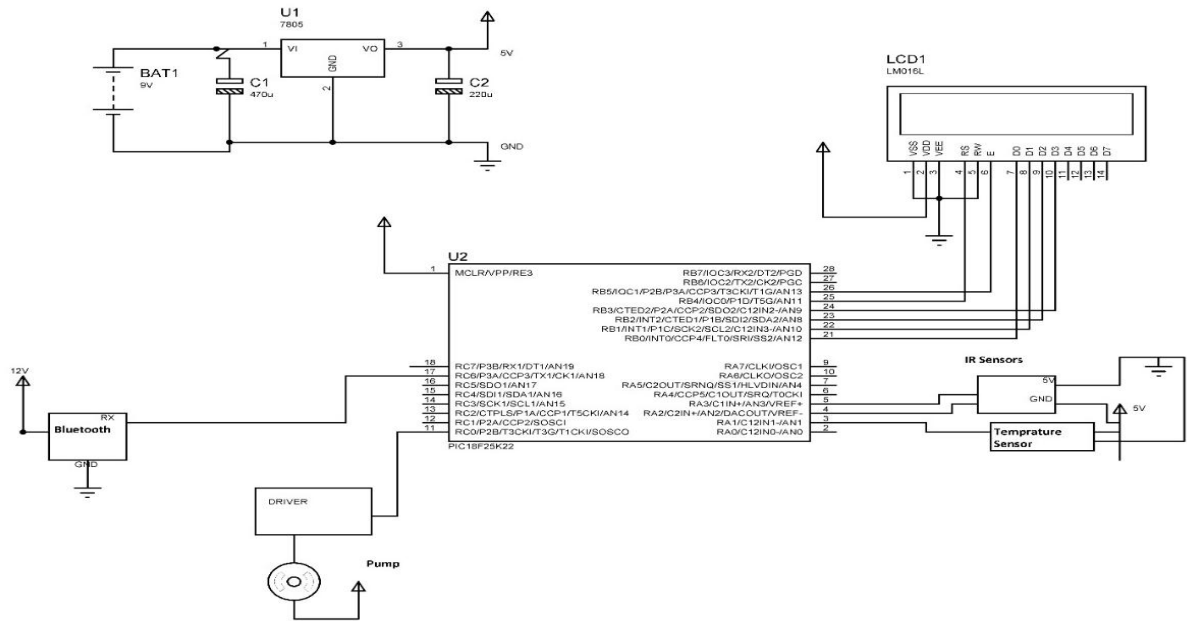 U1
7805
1
VI
VO
3
GND
2
5V
BAT1
9V
C1
470u
C2
220u
GND
LCD1
LM016L
VSS
VDD
VEE
RS
RW
E
D0
D1
D2
D3
D4
D5
D6
D7
1
2
3
4
5
6
7
8
9
10
11
12
13
14
U2
1
MCLR/VPP/RE3
RB7/IOC3/RX2/DT2/PGD
28
RB6/IOC2/TX2/CK2/PGC
27
RB5/IOC1/P2B/P3A/CCP3/T3CKI/T1G/AN13
26
RB4/IOC0/P1D/T5G/AN11
25
RB3/CTED2/P2A/CCP2/SDO2/C12IN2-/AN9
24
RB2/INT2/CTED1/P1B/SDI2/SDA2/AN8
23
RB1/INT1/P1C/SCK2/SCL2/C12IN3-/AN10
22
RB0/INT0/CCP4/FLT0/SRI/SS2/AN12
21
18
RC7/P3B/RX1/DT1/AN19
17
RC6/P3A/CCP3/TX1/CK1/AN18
16
RC5/SDO1/AN17
15
RC4/SDI1/SDA1/AN16
14
RC3/SCK1/SCL1/AN15
13
RC2/CTPLS/P1A/CCP1/T5CKI/AN14
12
RC1/P2A/CCP2/SOSCI
11
RC0/P2B/T3CKI/T3G/T1CKI/SOSCO
RA7/CLKI/OSC1
9
RA6/CLKO/OSC2
10
RA5/C2OUT/SRNQ/SS1/HLVDIN/AN4
7
RA4/CCP5/C1OUT/SRQ/T0CKI
6
RA3/C1IN+/AN3/VREF+
5
RA2/C2IN+/AN2/DACOUT/VREF-
4
RA1/C12IN1-/AN1
3
RA0/C12IN0-/AN0
2
PIC18F25K22
IR Sensors
5V
GND
5V
Temprature
Sensor
12V
RX
Bluetooth
GND
DRIVER
Pump